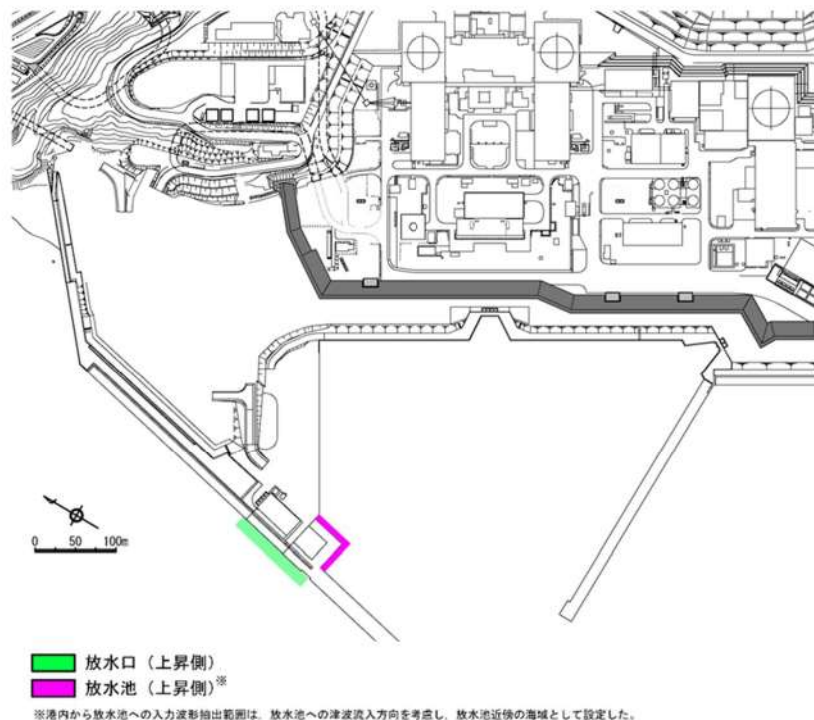 0 50 100m
放水口（上昇側）
放水池（上昇側）※
※港内から放水池への入力波形抽出範囲は、放水池への津波流入方向を考慮し、放水池近傍の海域として設定した。